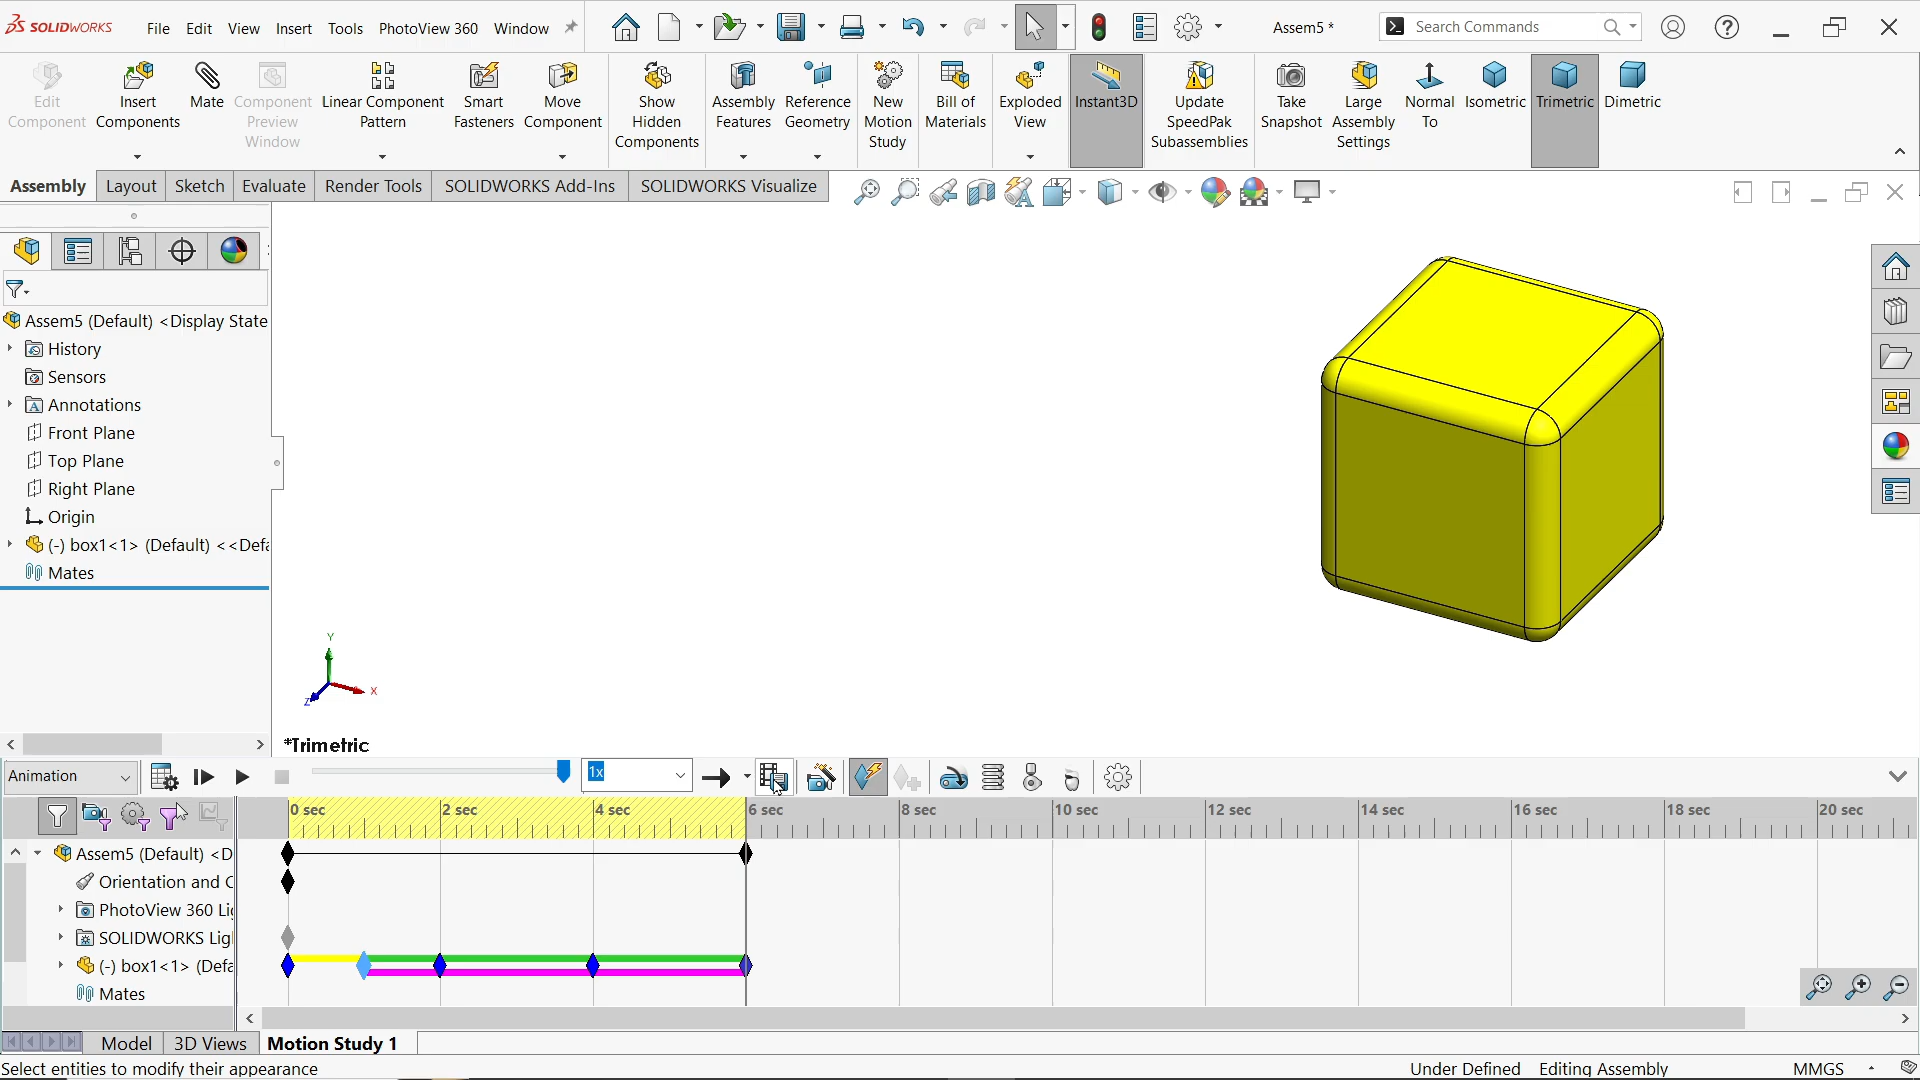 SOLIDWORKS
File Edit View Insert Tools PhotoView 360 Window
Assem5 *
Search Commands
Edit Component
Insert Components
Mate
Component Preview Window
Linear Component Pattern
Smart Fasteners
Move Component
Show Hidden Components
Assembly Features
Reference Geometry
New Motion Study
Bill of Materials
Exploded View
Instant3D
Update SpeedPak Subassemblies
Take Snapshot
Large Assembly Settings
Normal To
Isometric
Trimetric
Dimetric
Assembly Layout Sketch Evaluate Render Tools SOLIDWORKS Add-Ins SOLIDWORKS Visualize
Assem5 (Default) <Display State
History
Sensors
Annotations
Front Plane
Top Plane
Right Plane
Origin
(-) box1<1> (Default) <<Defa
Mates
Y
X
Z
*Trimetric
Animation
1x
0 sec 2 sec 4 sec 6 sec 8 sec 10 sec 12 sec 14 sec 16 sec 18 sec 20 sec
Assem5 (Default) <D
Orientation and C
PhotoView 360 Li
SOLIDWORKS Lig
(-) box1<1> (Defa
Mates
Model 3D Views Motion Study 1
Select entities to modify their appearance
Under Defined Editing Assembly MMGS